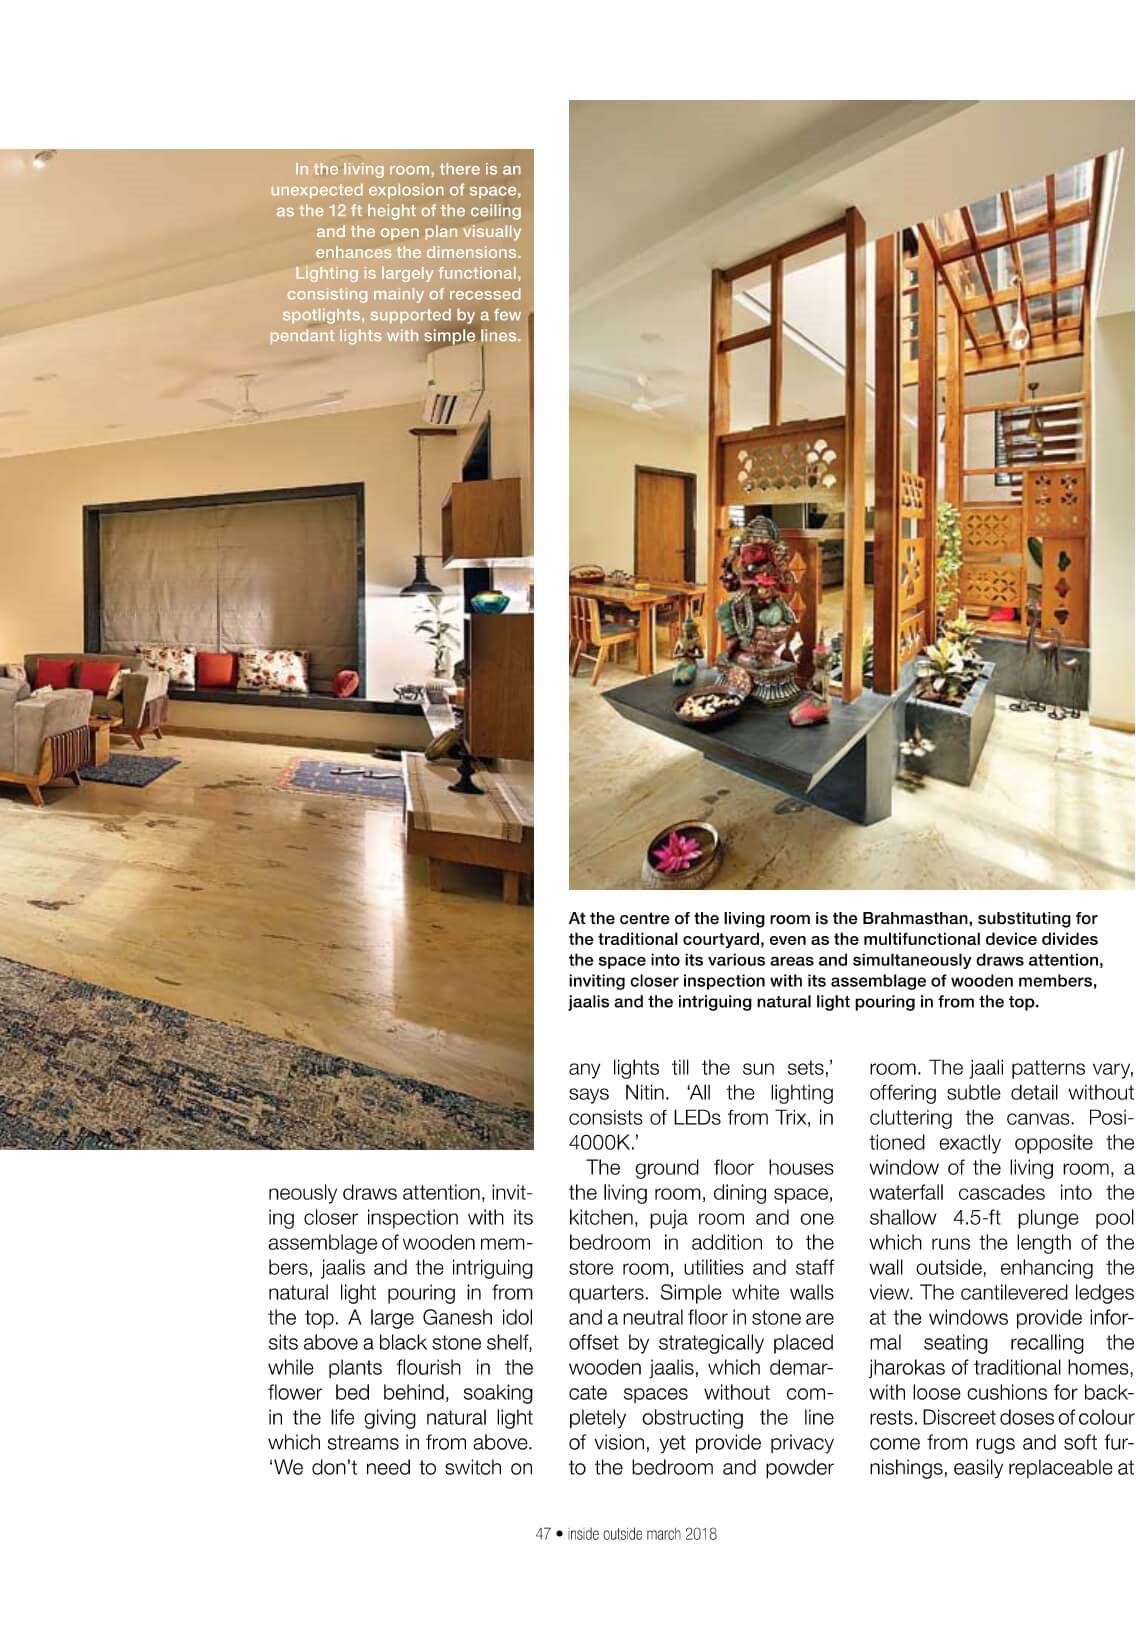 In the living room, there is an
unexpected explosion of space,
as the 12 ft height of the ceiling
and the open plan visually
enhances the dimensions.
Lighting is largely functional,
consisting mainly of recessed
spotlights, supported by a few
pendant lights with simple lines.
At the centre of the living room is the Brahmasthan, substituting for
the traditional courtyard, even as the multifunctional device divides
the space into its various areas and simultaneously draws attention,
inviting closer inspection with its assemblage of wooden members,
jaalis and the intriguing natural light pouring in from the top.
neously draws attention, invit-
ing closer inspection with its
assemblage of wooden mem-
bers, jaalis and the intriguing
natural light pouring in from
the top. A large Ganesh idol
sits above a black stone shelf,
while plants flourish in the
flower bed behind, soaking
in the life giving natural light
which streams in from above.
‘We don’t need to switch on
any lights till the sun sets,’
says Nitin. ‘All the lighting
consists of LEDs from Trix, in
4000K.’
The ground floor houses
the living room, dining space,
kitchen, puja room and one
bedroom in addition to the
store room, utilities and staff
quarters. Simple white walls
and a neutral floor in stone are
offset by strategically placed
wooden jaalis, which demar-
cate spaces without com-
pletely obstructing the line
of vision, yet provide privacy
to the bedroom and powder
room. The jaali patterns vary,
offering subtle detail without
cluttering the canvas. Posi-
tioned exactly opposite the
window of the living room, a
waterfall cascades into the
shallow 4.5-ft plunge pool
which runs the length of the
wall outside, enhancing the
view. The cantilevered ledges
at the windows provide infor-
mal seating recalling the
jharokas of traditional homes,
with loose cushions for back-
rests. Discreet doses of colour
come from rugs and soft fur-
nishings, easily replaceable at
47 • inside outside march 2018